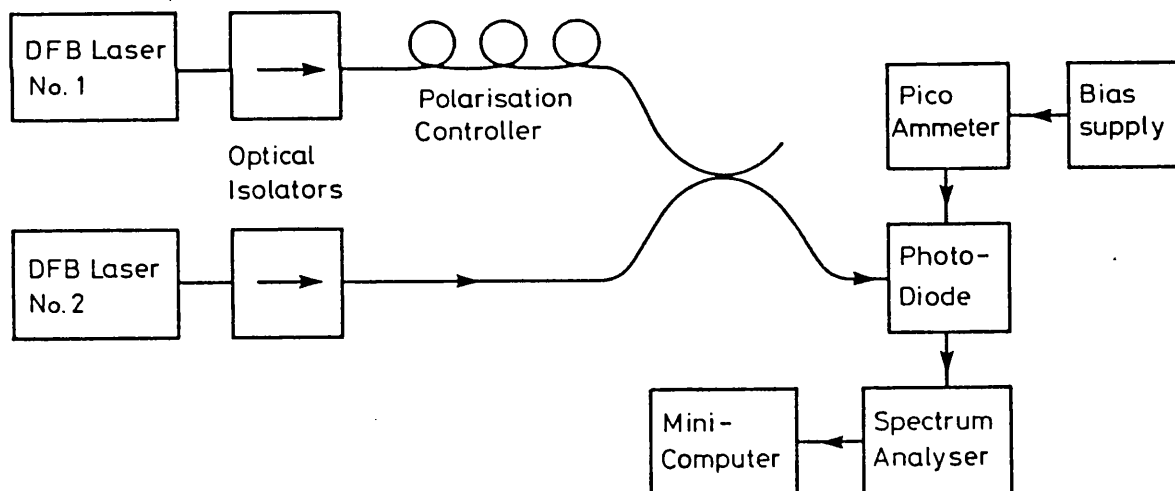 DFB Laser
No. 1
Polarisation
Controller
Optical
Isolators
Pico
Ammeter
Bias
supply
DFB Laser
No. 2
Photo-
Diode
Mini-
Computer
Spectrum
Analyser